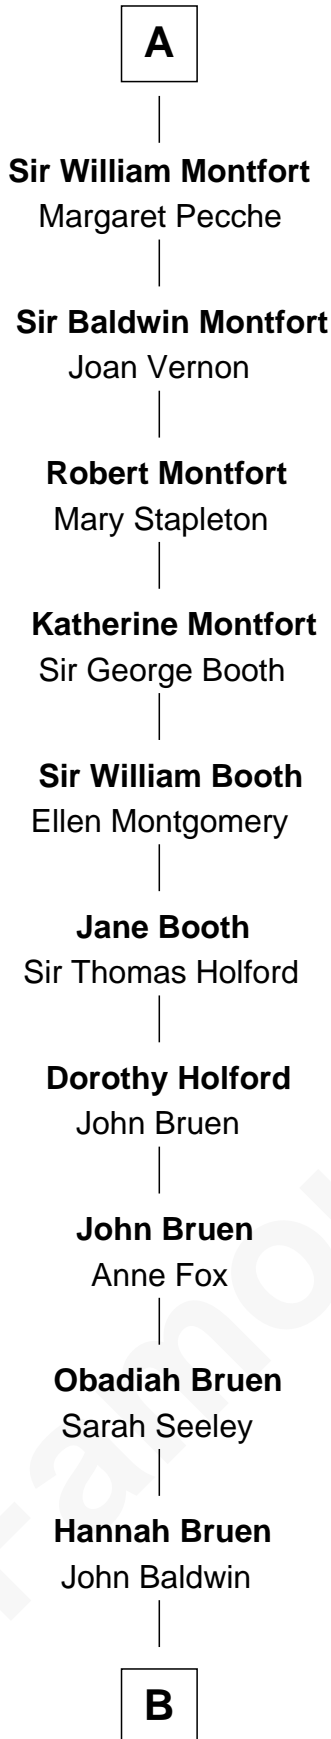 A
Sir William Montfort
Margaret Pecche
Sir Baldwin Montfort
Joan Vernon
Robert Montfort
Mary Stapleton
Katherine Montfort
Sir George Booth
Sir William Booth
Ellen Montgomery
Jane Booth
Sir Thomas Holford
Dorothy Holford
John Bruen
John Bruen
Anne Fox
Obadiah Bruen
Sarah Seeley
Hannah Bruen
John Baldwin
B